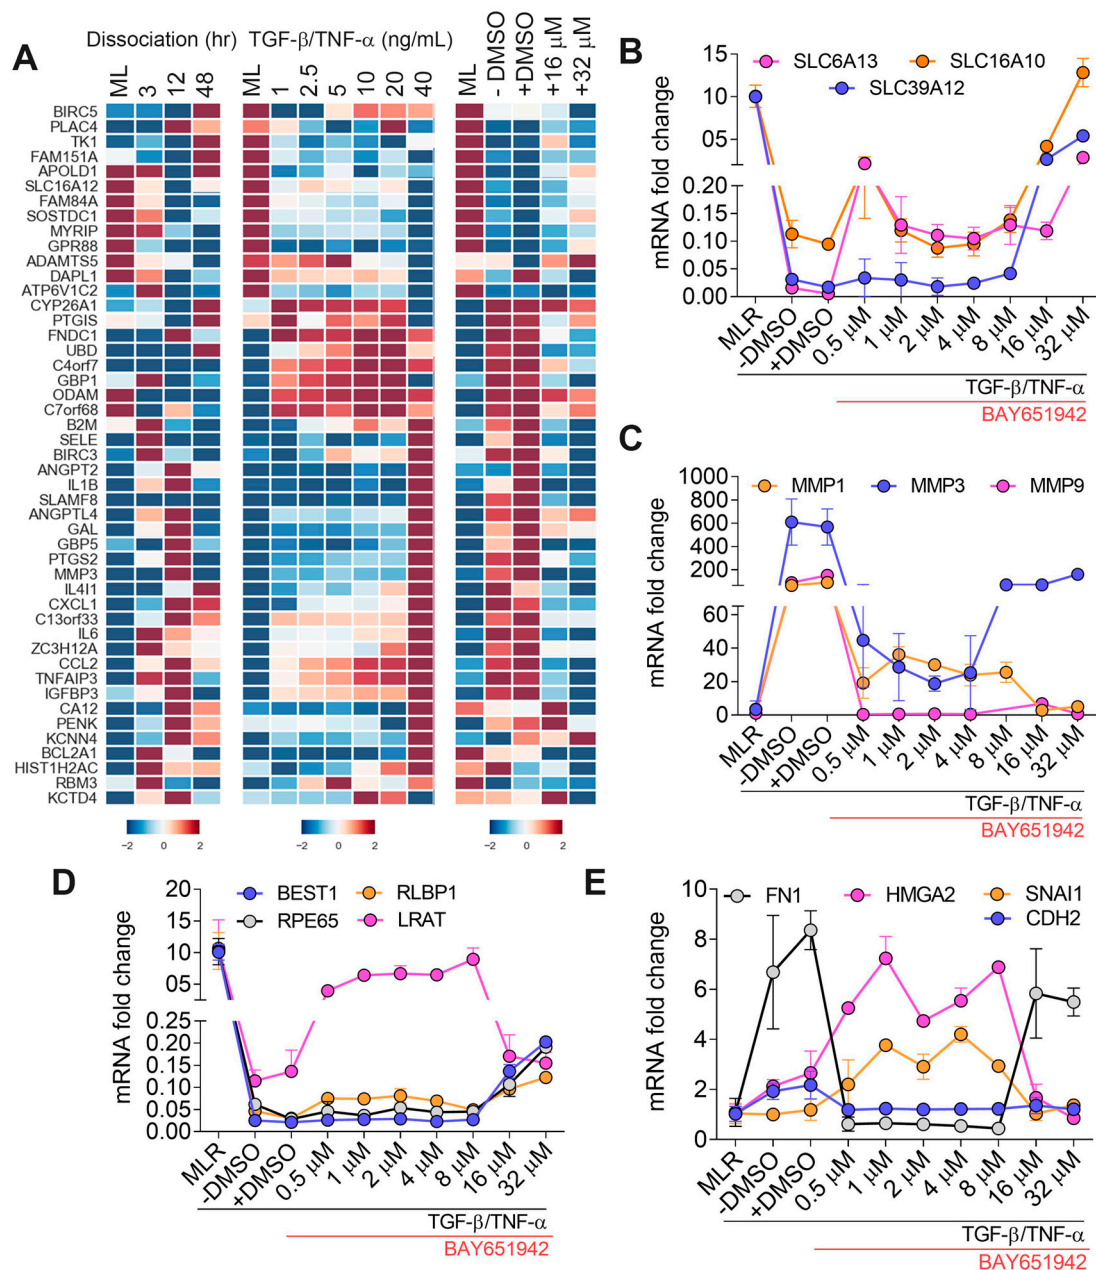 A
Dissociation (hr)
ML
3
12
48
TGF-β/TNF-α (ng/mL)
ML
1
2.5
5
10
20
40
ML
- DMSO
+DMSO
+16 μM
+32 μM
BIRC5
PLAC4
TK1
FAM151A
APOLD1
SLC16A12
FAM84A
SOSTDC1
MYRIP
GPR88
ADAMTS5
DAPL1
ATP6V1C2
CYP26A1
PTGIS
FNDC1
UBD
C4orf7
GBP1
ODAM
C7orf68
B2M
SELE
BIRC3
ANGPT2
IL1B
SLAMF8
ANGPTL4
GAL
GBP5
PTGS2
MMP3
IL4I1
CXCL1
C13orf33
IL6
ZC3H12A
CCL2
TNFAIP3
IGFBP3
CA12
PENK
KCNN4
BCL2A1
HIST1H2AC
RBM3
KCTD4
−2 0 2
−2 0 2
−2 0 2
B
SLC6A13
SLC16A10
SLC39A12
mRNA fold change
15
10
05
0.20
0.15
0.10
0.05
0.00
MLR
-DMSO
+DMSO
0.5 μM
1 μM
2 μM
4 μM
8 μM
16 μM
32 μM
TGF-β/TNF-α
BAY651942
C
MMP1
MMP3
MMP9
mRNA fold change
1000
800
600
400
200
60
40
20
0
MLR
-DMSO
+DMSO
0.5 μM
1 μM
2 μM
4 μM
8 μM
16 μM
32 μM
TGF-β/TNF-α
BAY651942
D
BEST1
RLBP1
RPE65
LRAT
mRNA fold change
20
15
10
05
0.25
0.20
0.15
0.10
0.05
0.00
MLR
-DMSO
+DMSO
0.5 μM
1 μM
2 μM
4 μM
8 μM
16 μM
32 μM
TGF-β/TNF-α
BAY651942
E
FN1
HMGA2
SNAI1
CDH2
mRNA fold change
10
8
6
4
2
0
MLR
-DMSO
+DMSO
0.5 μM
1 μM
2 μM
4 μM
8 μM
16 μM
32 μM
TGF-β/TNF-α
BAY651942